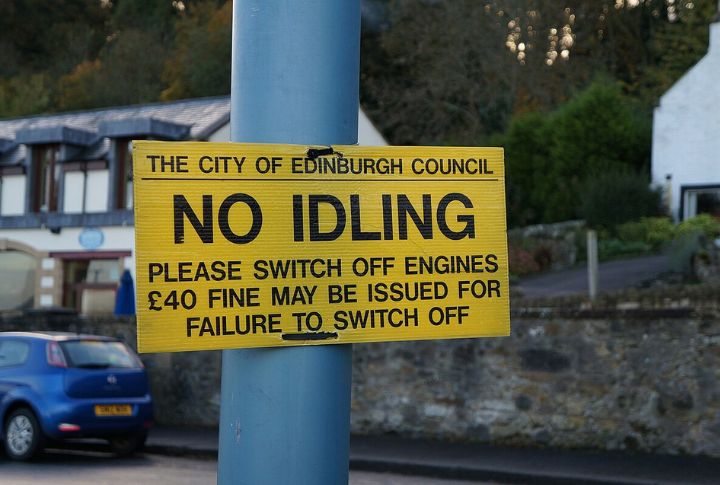 THE CITY OF EDINBURGH COUNCIL
NO IDLING
PLEASE SWITCH OFF ENGINES
£40 FINE MAY BE ISSUED FOR
FAILURE TO SWITCH OFF